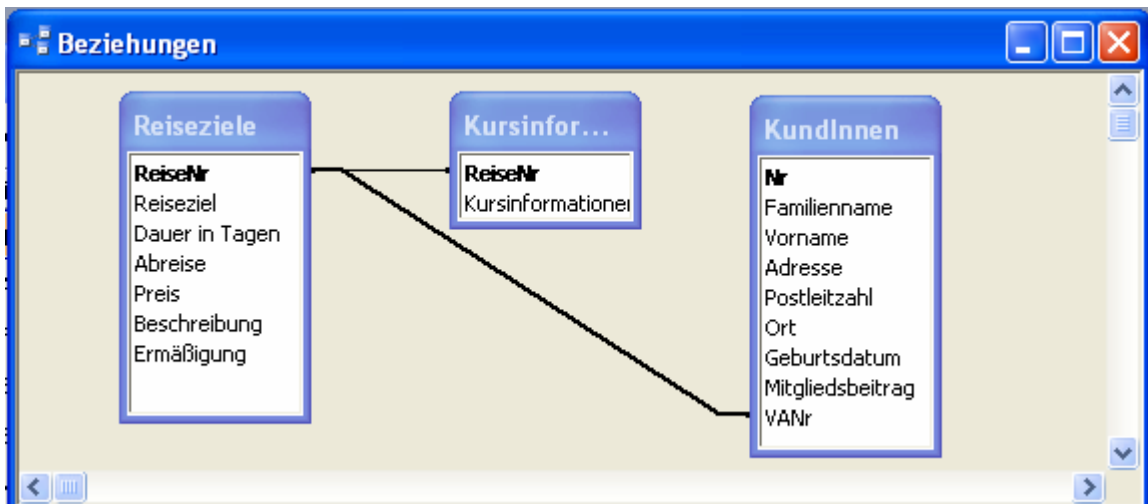 Beziehungen
Reiseziele
ReiseNr
Reiseziel
Dauer in Tagen
Abreise
Preis
Beschreibung
Ermäßigung
Kursinfor...
ReiseNr
Kursinformationen
KundInnen
Nr
Familienname
Vorname
Adresse
Postleitzahl
Ort
Geburtsdatum
Mitgliedsbeitrag
VANr